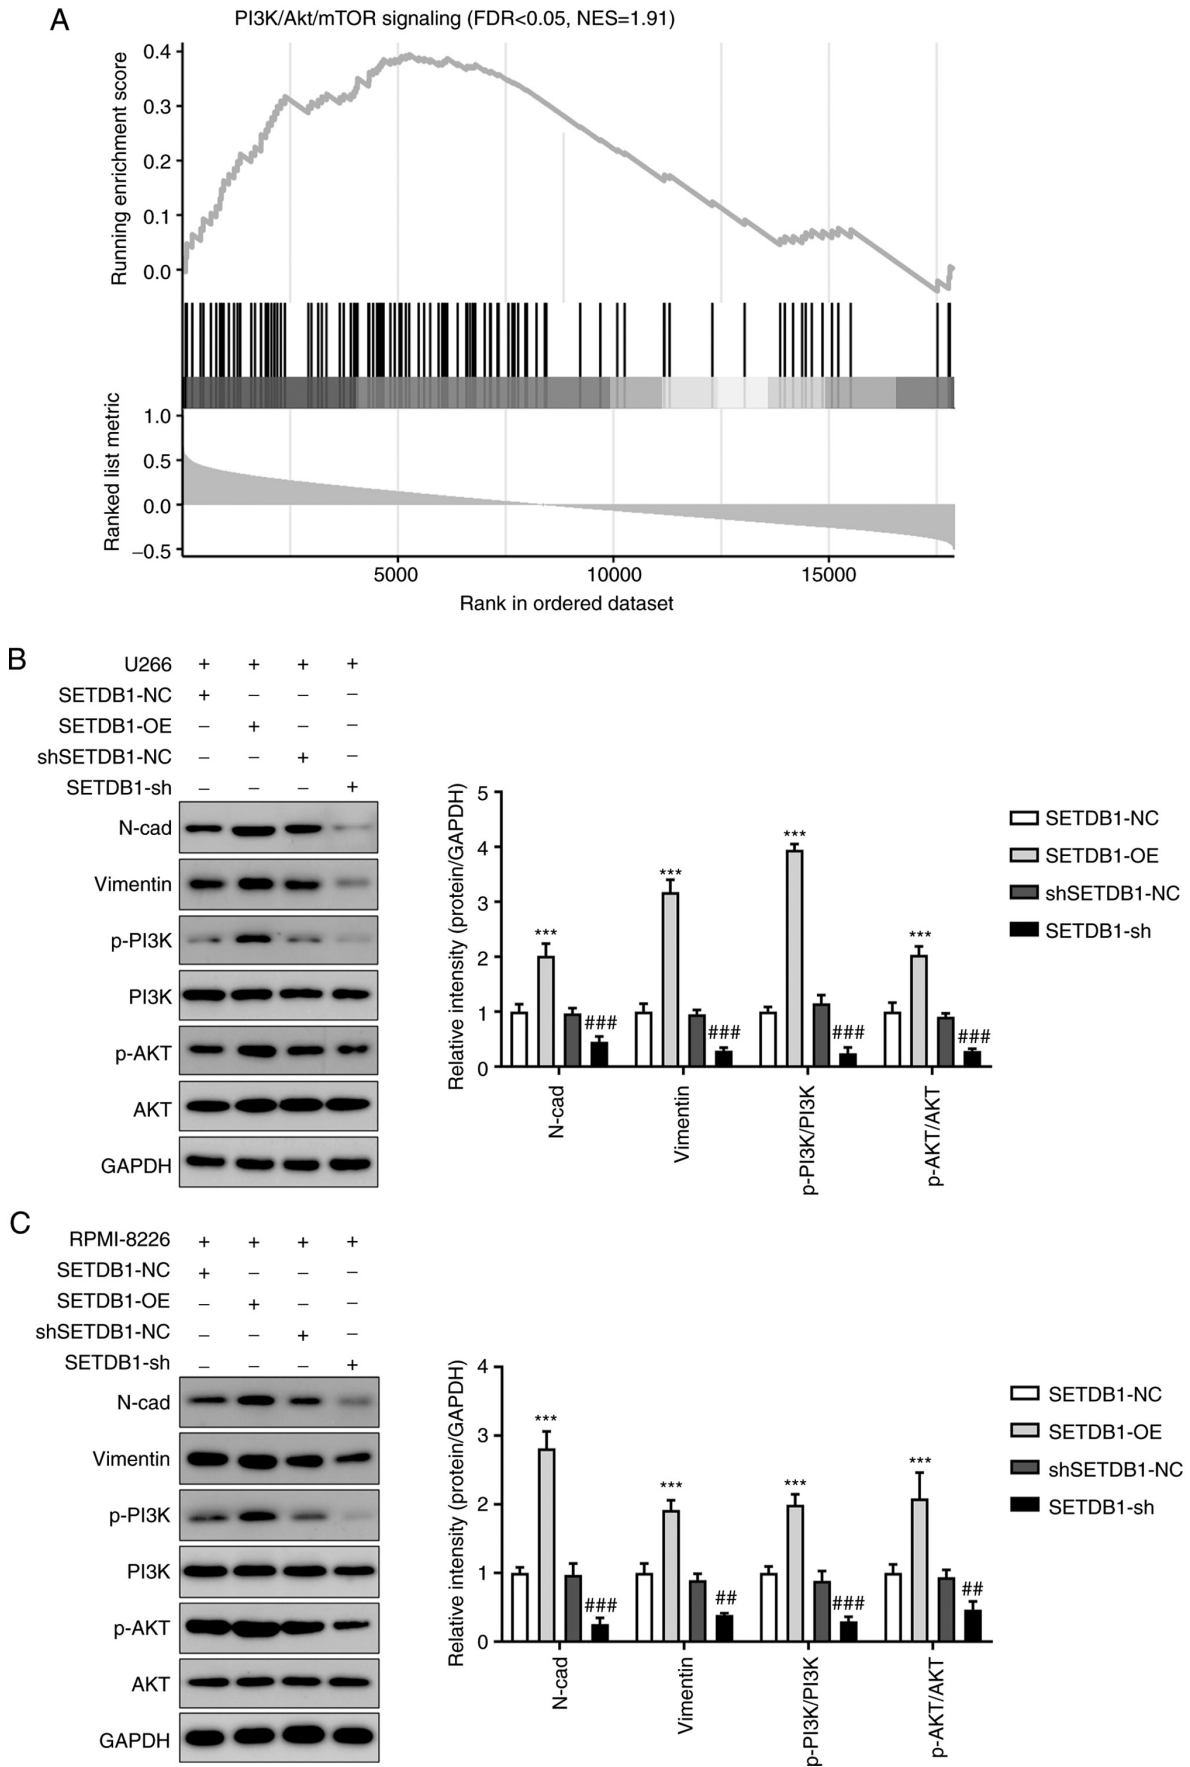 A
PI3K/Akt/mTOR signaling (FDR<0.05, NES=1.91)
Running enrichment score
0.4
0.3
0.2
0.1
0.0
Ranked list metric
1.0
0.5
0.0
−0.5
5000 10000 15000
Rank in ordered dataset
B
U266 + + + +
SETDB1-NC + − − −
SETDB1-OE − + − −
shSETDB1-NC − − + −
SETDB1-sh − − − +
N-cad
Vimentin
p-PI3K
PI3K
p-AKT
AKT
GAPDH
Relative intensity (protein/GAPDH)
5
4
3
2
1
0
*** *** *** ***
### ### ### ###
N-cad
Vimentin
p-PI3K/PI3K
p-AKT/AKT
SETDB1-NC
SETDB1-OE
shSETDB1-NC
SETDB1-sh
C
RPMI-8226 + + + +
SETDB1-NC + − − −
SETDB1-OE − + − −
shSETDB1-NC − − + −
SETDB1-sh − − − +
N-cad
Vimentin
p-PI3K
PI3K
p-AKT
AKT
GAPDH
Relative intensity (protein/GAPDH)
4
3
2
1
0
*** *** *** ***
### ## ### ##
N-cad
Vimentin
p-PI3K/PI3K
p-AKT/AKT
SETDB1-NC
SETDB1-OE
shSETDB1-NC
SETDB1-sh